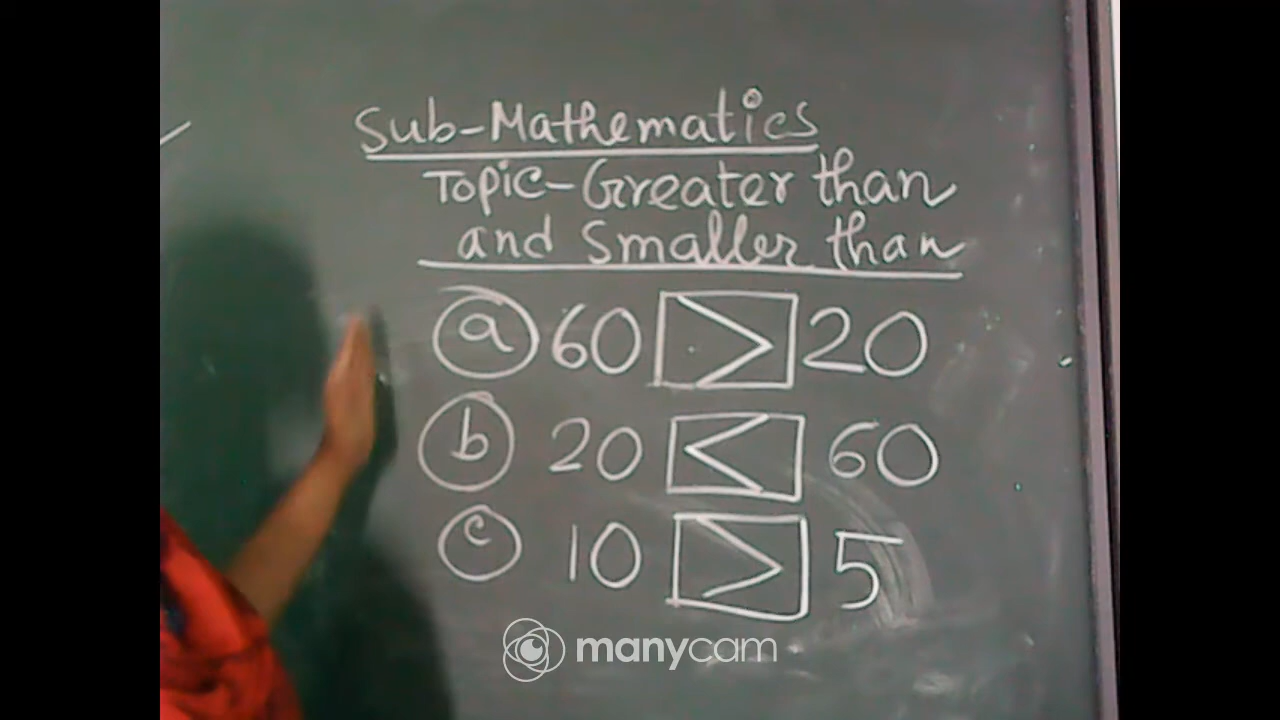 Sub-Mathematics
Topic-Greater than
and Smaller than
a 60 > 20
b 20 < 60
c 10 > 5
manycam